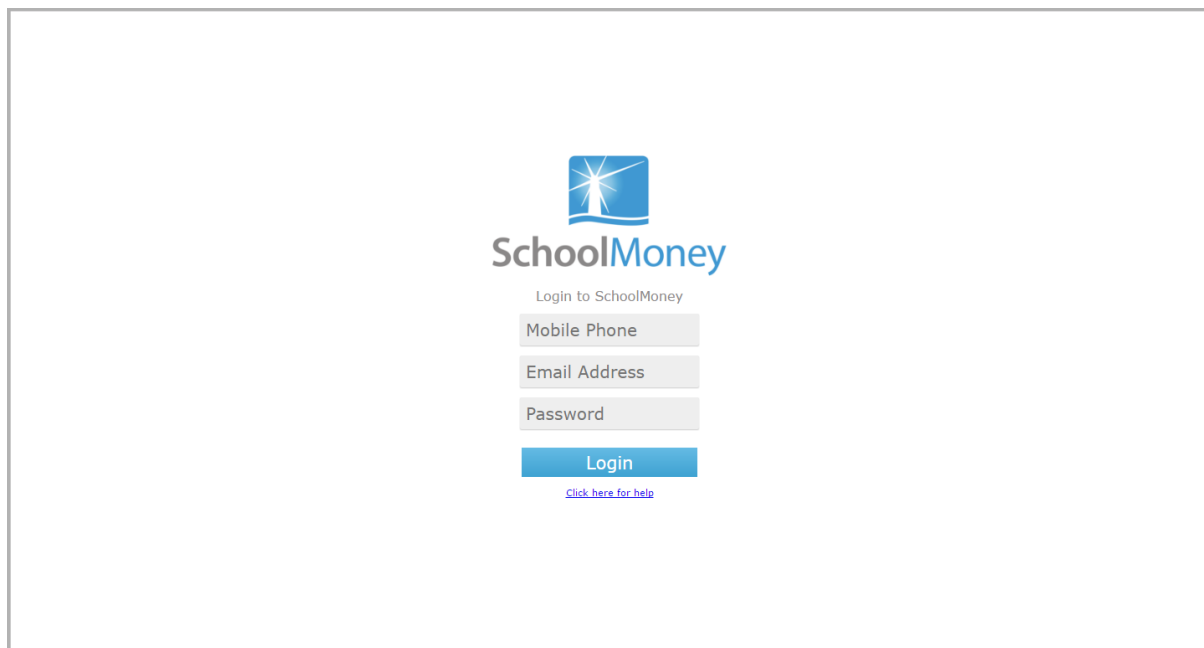 SchoolMoney
Login to SchoolMoney
Mobile Phone
Email Address
Password
Login
Click here for help